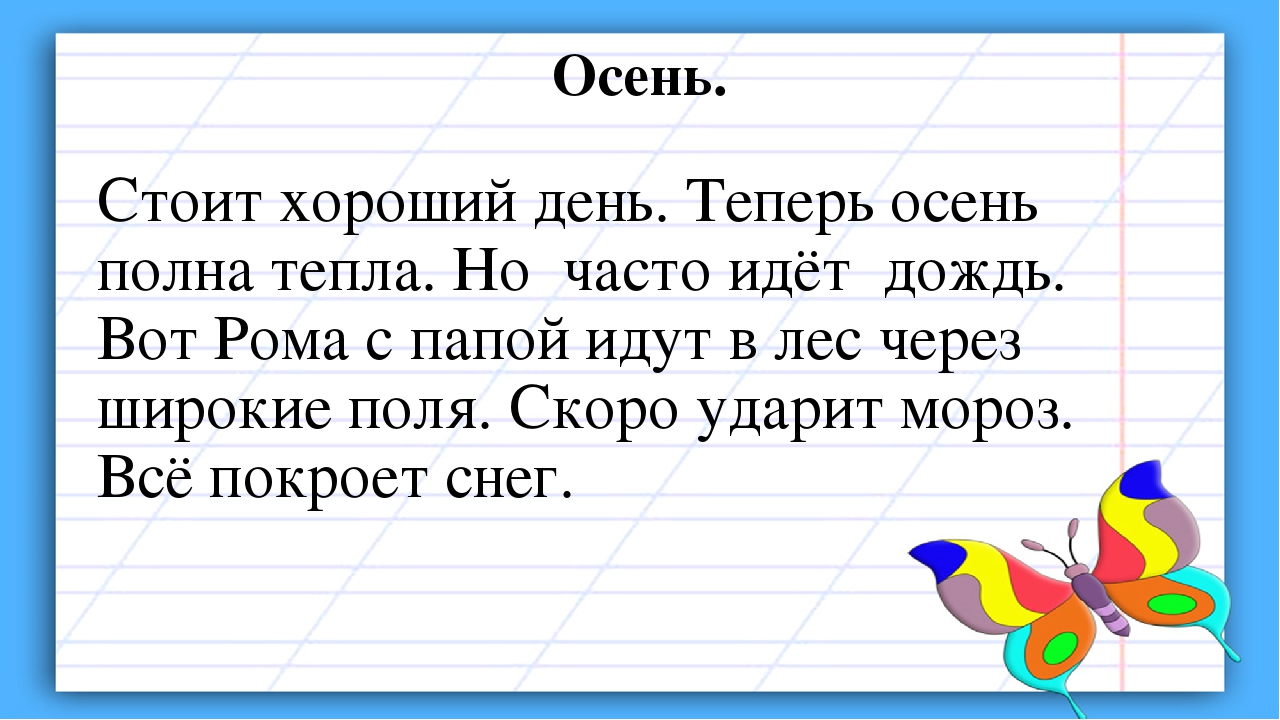 Осень.
Стоит хороший день. Теперь осень
полна тепла. Но  часто идёт  дождь.
Вот Рома с папой идут в лес через
широкие поля. Скоро ударит мороз.
Всё покроет снег.